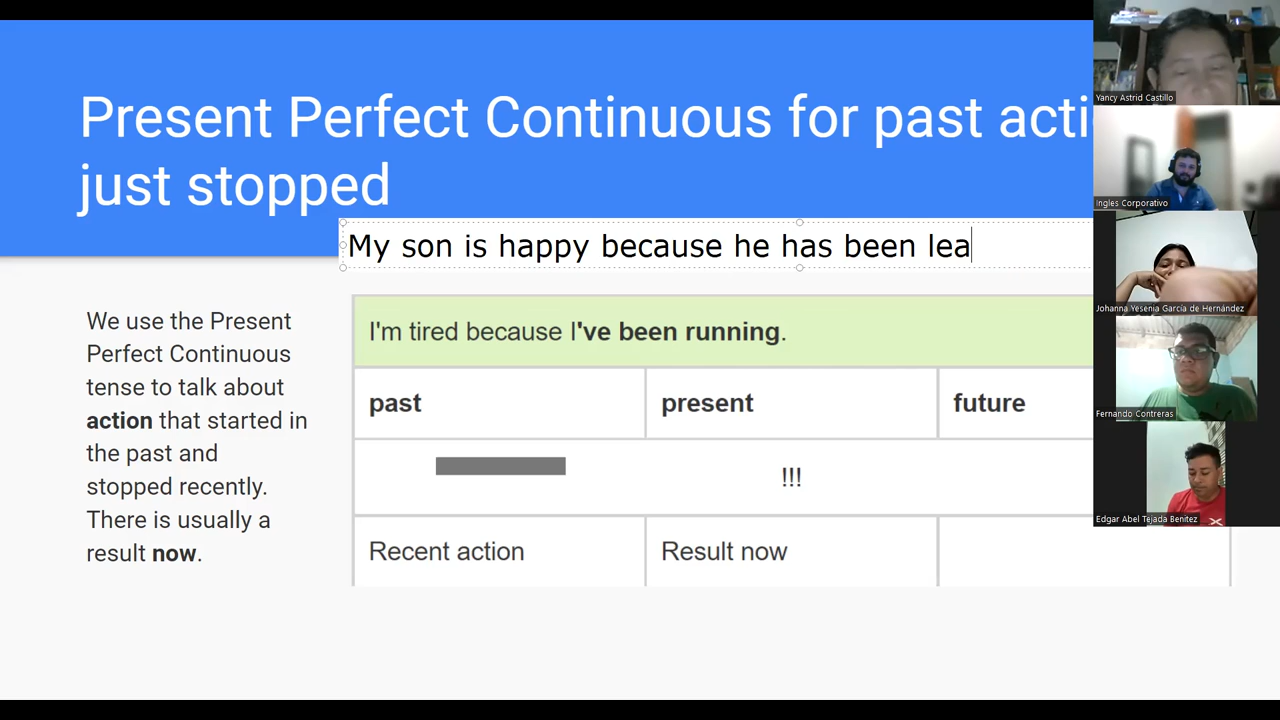 Present Perfect Continuous for past acti
just stopped
My son is happy because he has been lea
We use the Present
Perfect Continuous
tense to talk about
action that started in
the past and
stopped recently.
There is usually a
result now.
I'm tired because I've been running.
past present future
!!!
Recent action Result now
Yancy Astrid Castillo
Ingles Corporativo
Johanna Yesenia García de Hernández
Fernando Contreras
Edgar Abel Tejada Benitez